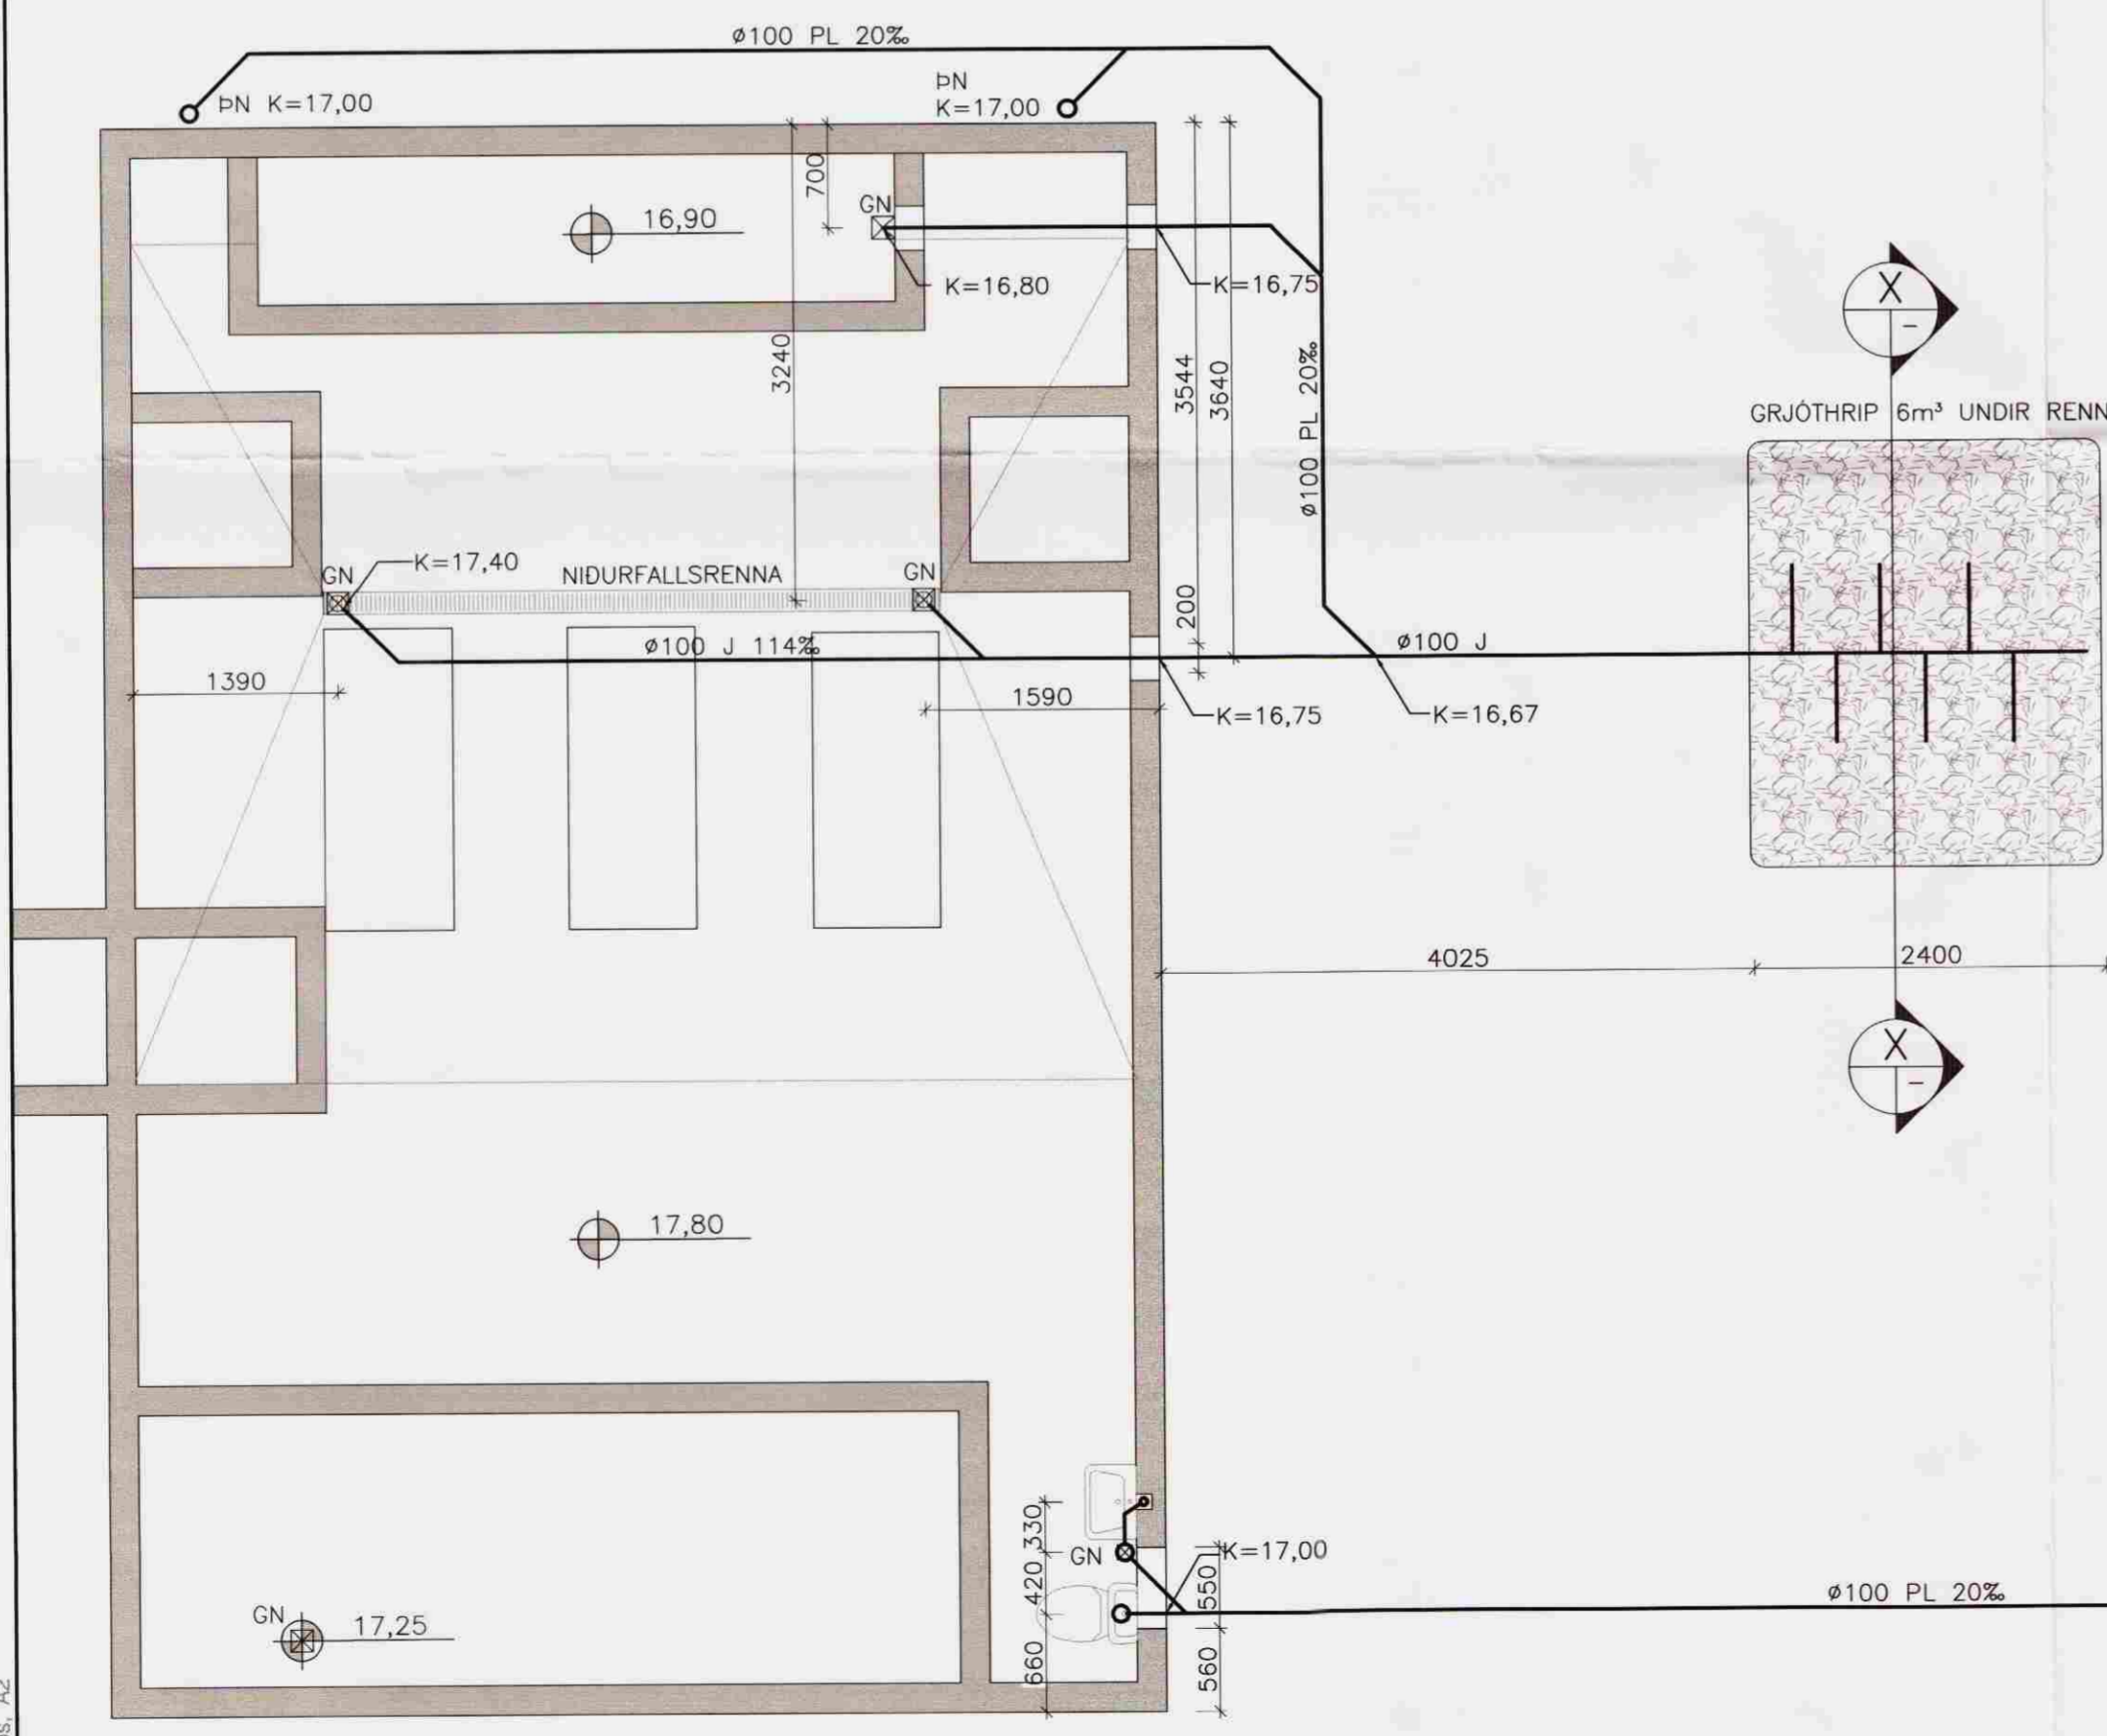 ø100 PL 20‰
ÞN K=17,00
ÞN
K=17,00
700
GN
16,90
K=16,80
K=16,75
3240
3544
3640
ø100 PL 20‰
X
–
GRJÓTHRIP 6m³ UNDIR RENN
K=17,40
GN
NIÐURFALLSRENNA
GN
200
ø100 J 114‰
ø100 J
1390
1590
K=16,75
K=16,67
4025
2400
X
–
17,80
330
GN
K=17,00
420
550
ø100 PL 20‰
GN
17,25
660
560
A2